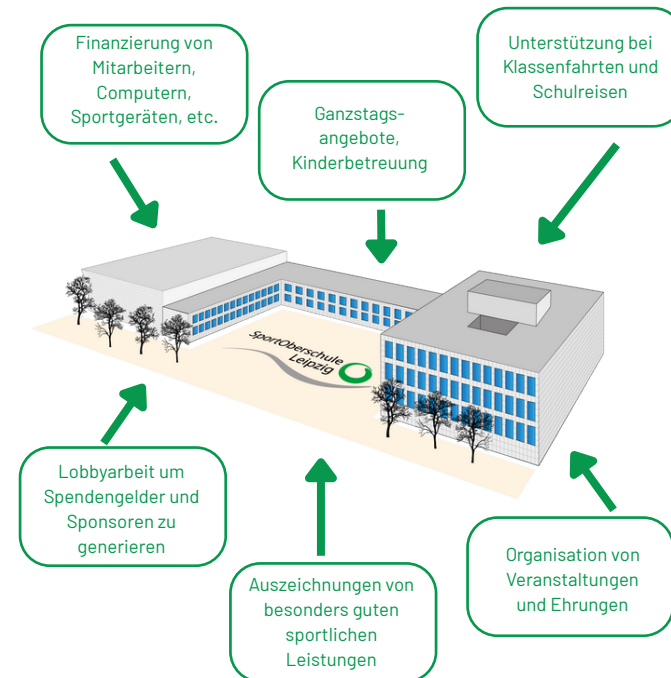 Finanzierung von
Mitarbeitern,
Computern,
Sportgeräten, etc.
Ganzstags-
angebote,
Kinderbetreuung
Unterstützung bei
Klassenfahrten und
Schulreisen
SportOberschule
Leipzig
Lobbyarbeit um
Spendengelder und
Sponsoren zu
generieren
Auszeichnungen von
besonders guten
sportlichen
Leistungen
Organisation von
Veranstaltungen
und Ehrungen